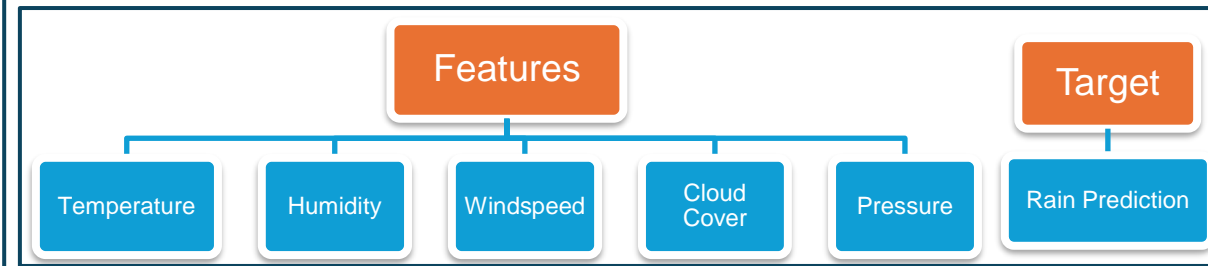 Features
Target
Temperature
Humidity
Windspeed
Cloud
Cover
Pressure
Rain Prediction